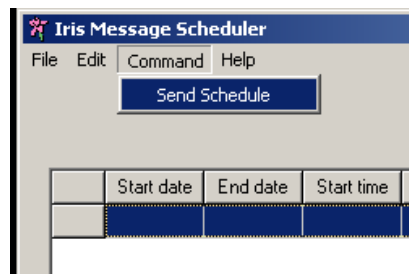 Iris Message Scheduler
File Edit Command Help
Send Schedule
Start date End date Start time